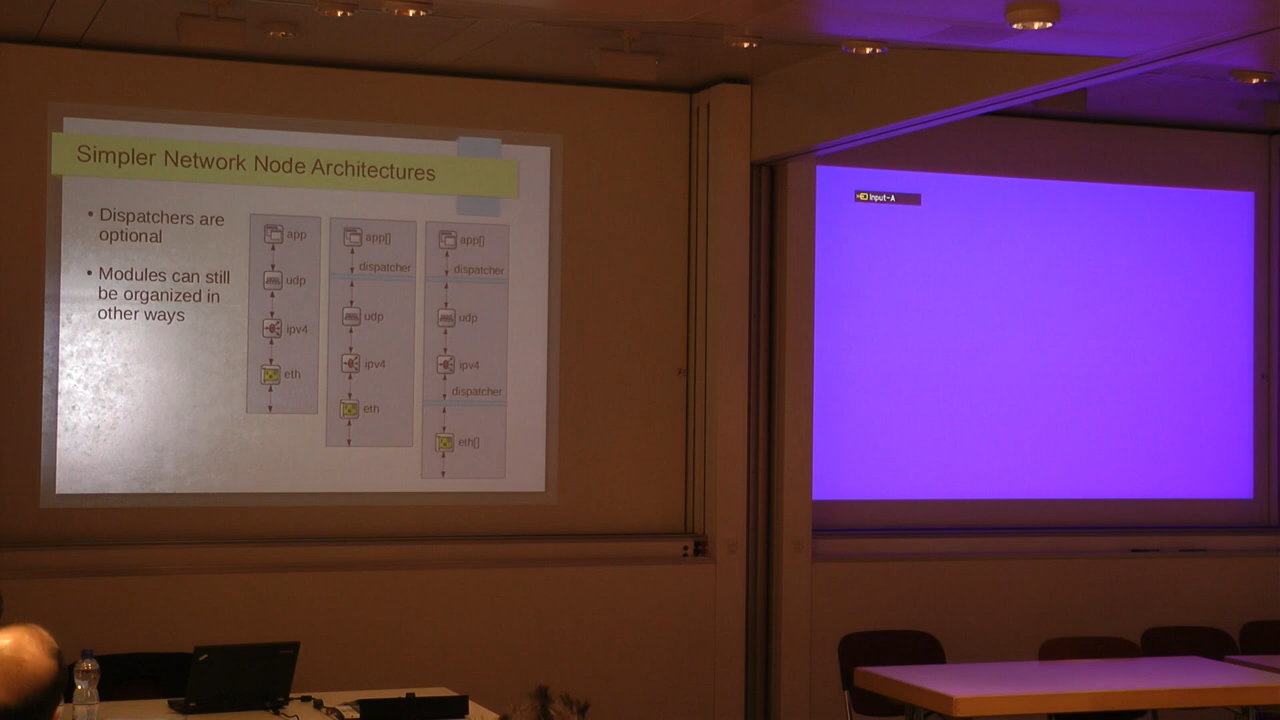 Simpler Network Node Architectures
• Dispatchers are
optional
• Modules can still
be organized in
other ways
app
udp
ipv4
eth
app[]
dispatcher
udp
ipv4
eth
app[]
dispatcher
udp
ipv4
dispatcher
eth[]
Input-A